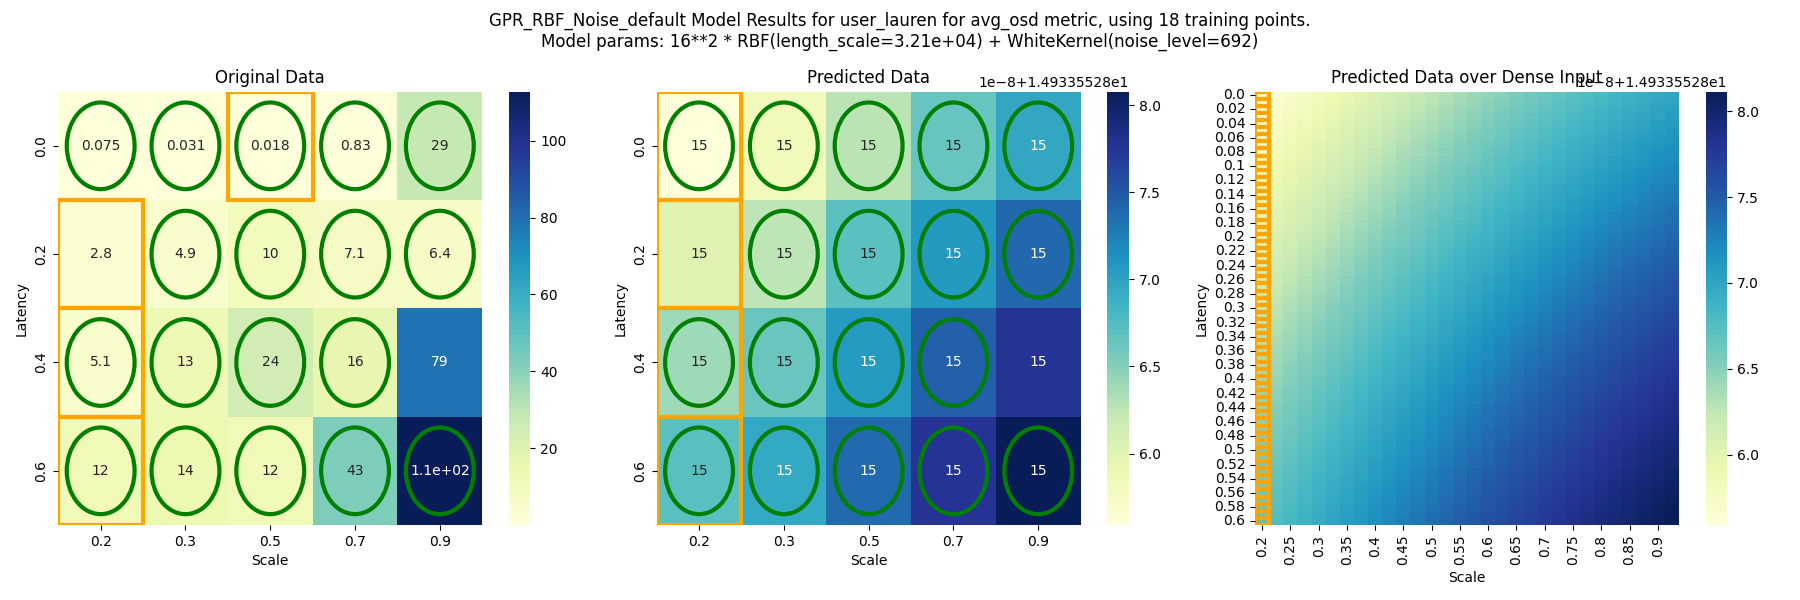 GPR_RBF_Noise_default Model Results for user_lauren for avg_osd metric, using 18 training points.
Model params: 16**2 * RBF(length_scale=3.21e+04) + WhiteKernel(noise_level=692)
Original Data
0.075 0.031 0.018 0.83 29
2.8 4.9 10 7.1 6.4
5.1 13 24 16 79
12 14 12 43 1.1e+02
0.0
0.2
0.4
0.6
Latency
0.2 0.3 0.5 0.7 0.9
Scale
100
80
60
40
20
Predicted Data
1e−8+1.49335528e1
15 15 15 15 15
15 15 15 15 15
15 15 15 15 15
15 15 15 15 15
0.0
0.2
0.4
0.6
Latency
0.2 0.3 0.5 0.7 0.9
Scale
8.0
7.5
7.0
6.5
6.0
Predicted Data over Dense Input
1e−8+1.49335528e1
0.0
0.02
0.04
0.06
0.08
0.1
0.12
0.14
0.16
0.18
0.2
0.22
0.24
0.26
0.28
0.3
0.32
0.34
0.36
0.38
0.4
0.42
0.44
0.46
0.48
0.5
0.52
0.54
0.56
0.58
0.6
Latency
0.2 0.25 0.3 0.35 0.4 0.45 0.5 0.55 0.6 0.65 0.7 0.75 0.8 0.85 0.9
Scale
8.0
7.5
7.0
6.5
6.0